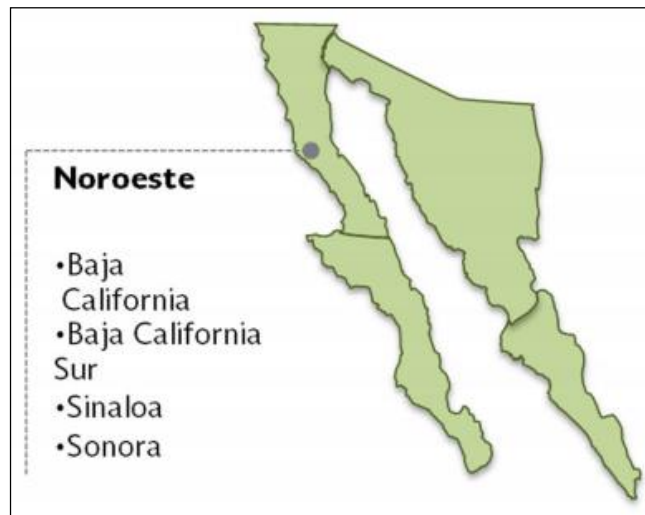 Noroeste
•Baja
California
•Baja California
Sur
•Sinaloa
•Sonora